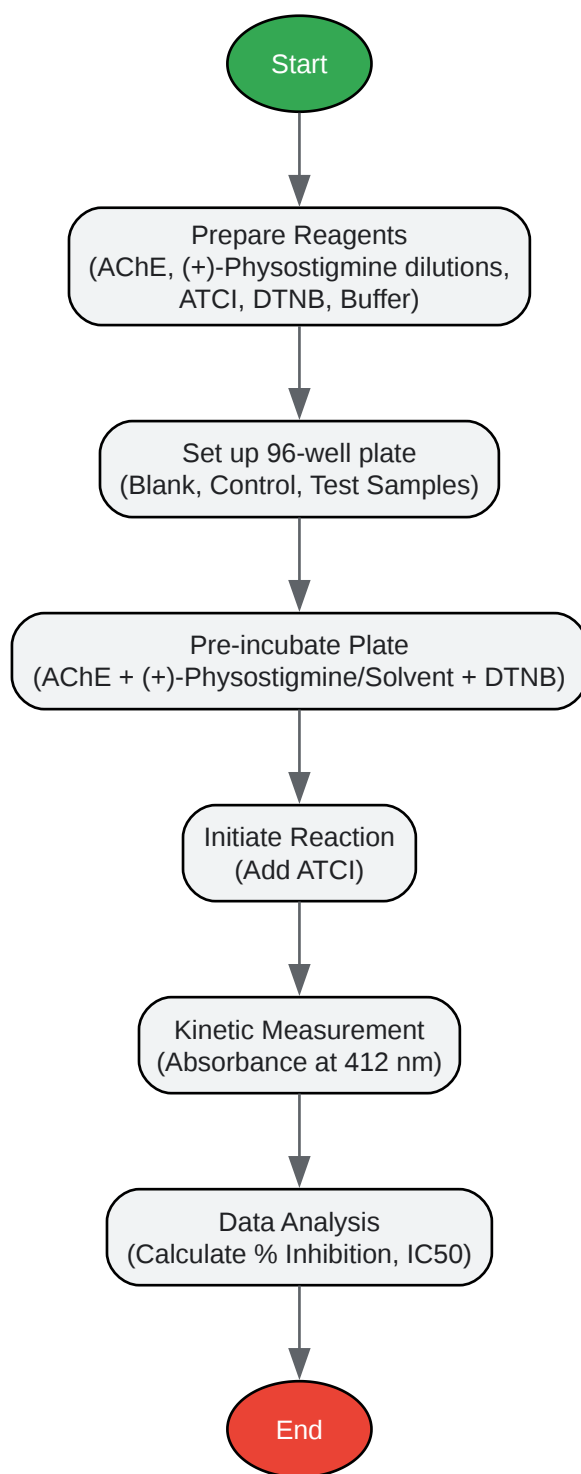 Start
Prepare Reagents
(AChE, (+)-Physostigmine dilutions,
ATCI, DTNB, Buffer)
Set up 96-well plate
(Blank, Control, Test Samples)
Pre-incubate Plate
(AChE + (+)-Physostigmine/Solvent + DTNB)
Initiate Reaction
(Add ATCI)
Kinetic Measurement
(Absorbance at 412 nm)
Data Analysis
(Calculate % Inhibition, IC50)
End